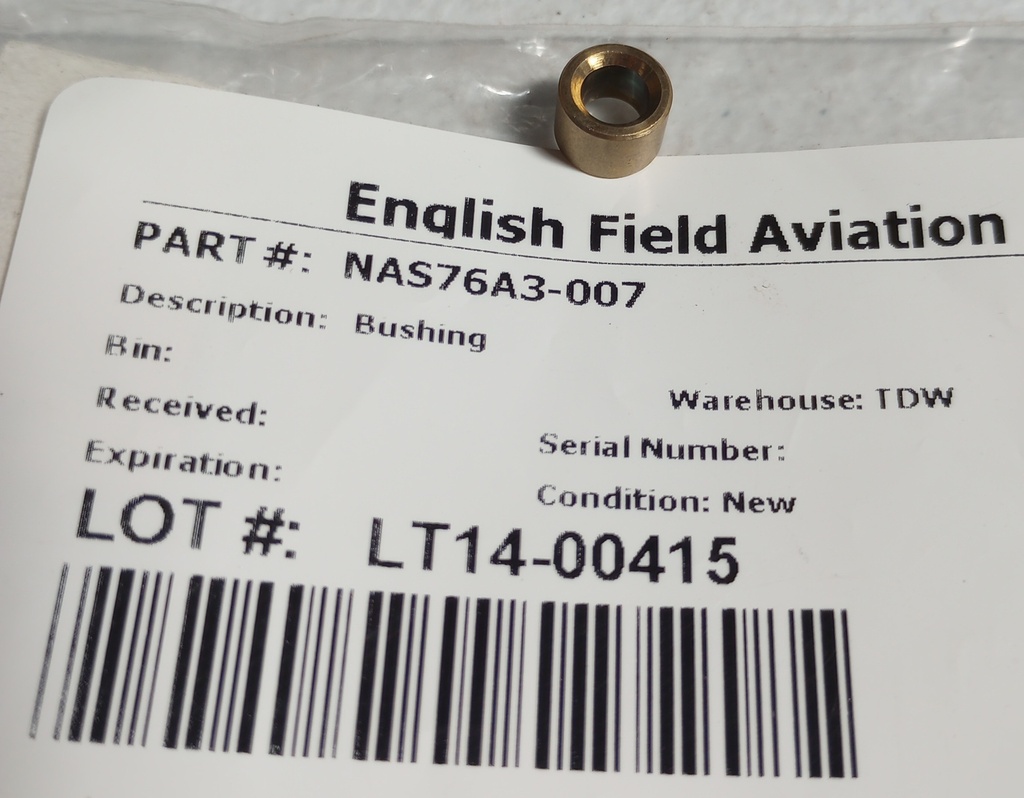 English Field Aviation
PART #: NAS76A3-007
Description: Bushing
Bin:
Warehouse: TDW
Received:
Serial Number:
Expiration:
Condition: New
LOT #: LT14-00415